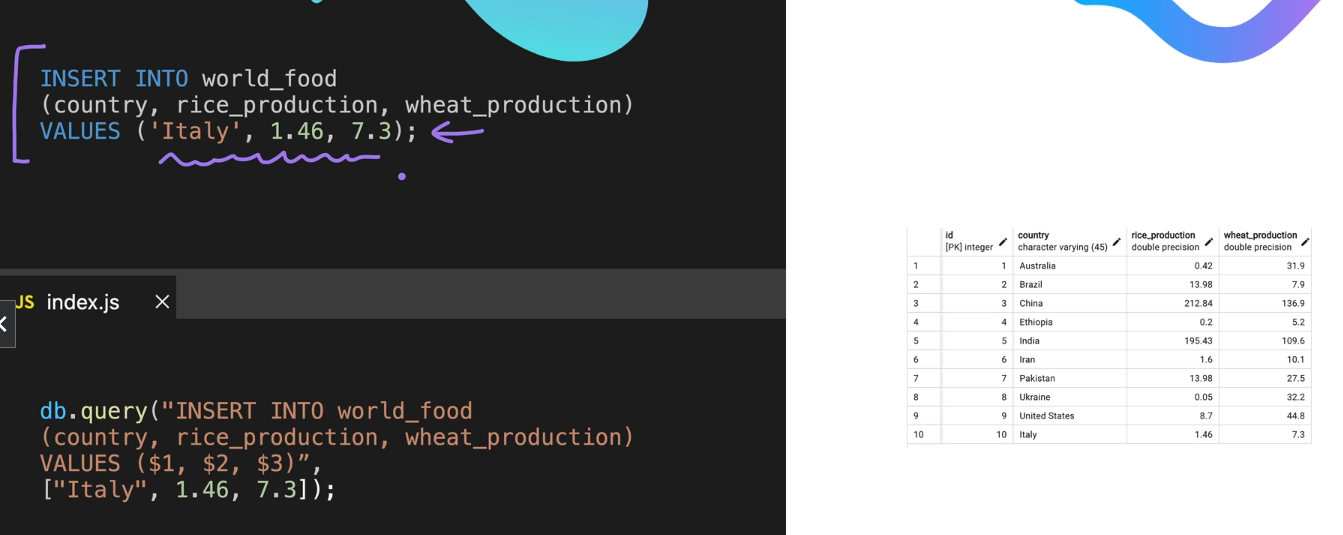 INSERT INTO world_food
(country, rice_production, wheat_production)
VALUES ('Italy', 1.46, 7.3);
JS index.js
db.query("INSERT INTO world_food
(country, rice_production, wheat_production)
VALUES ($1, $2, $3)”,
["Italy", 1.46, 7.3]);
id country rice_production wheat_production
[PK] integer character varying (45) double precision double precision
1 1 Australia 0.42 31.9
2 2 Brazil 13.98 7.9
3 3 China 212.84 136.9
4 4 Ethiopia 0.2 5.2
5 5 India 195.43 109.6
6 6 Iran 1.6 10.1
7 7 Pakistan 13.98 27.5
8 8 Ukraine 0.05 32.2
9 9 United States 8.7 44.8
10 10 Italy 1.46 7.3